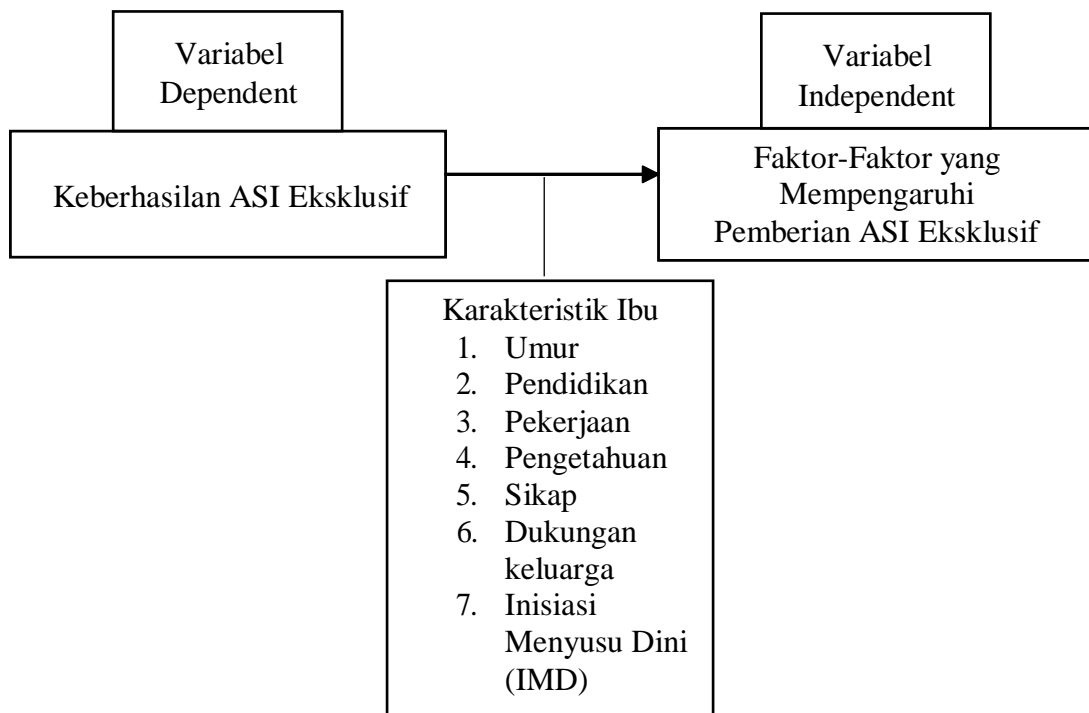 Variabel
Dependent
Variabel
Independent
Keberhasilan ASI Eksklusif
Faktor-Faktor yang
Mempengaruhi
Pemberian ASI Eksklusif
Karakteristik Ibu
1. Umur
2. Pendidikan
3. Pekerjaan
4. Pengetahuan
5. Sikap
6. Dukungan
keluarga
7. Inisiasi
Menyusu Dini
(IMD)